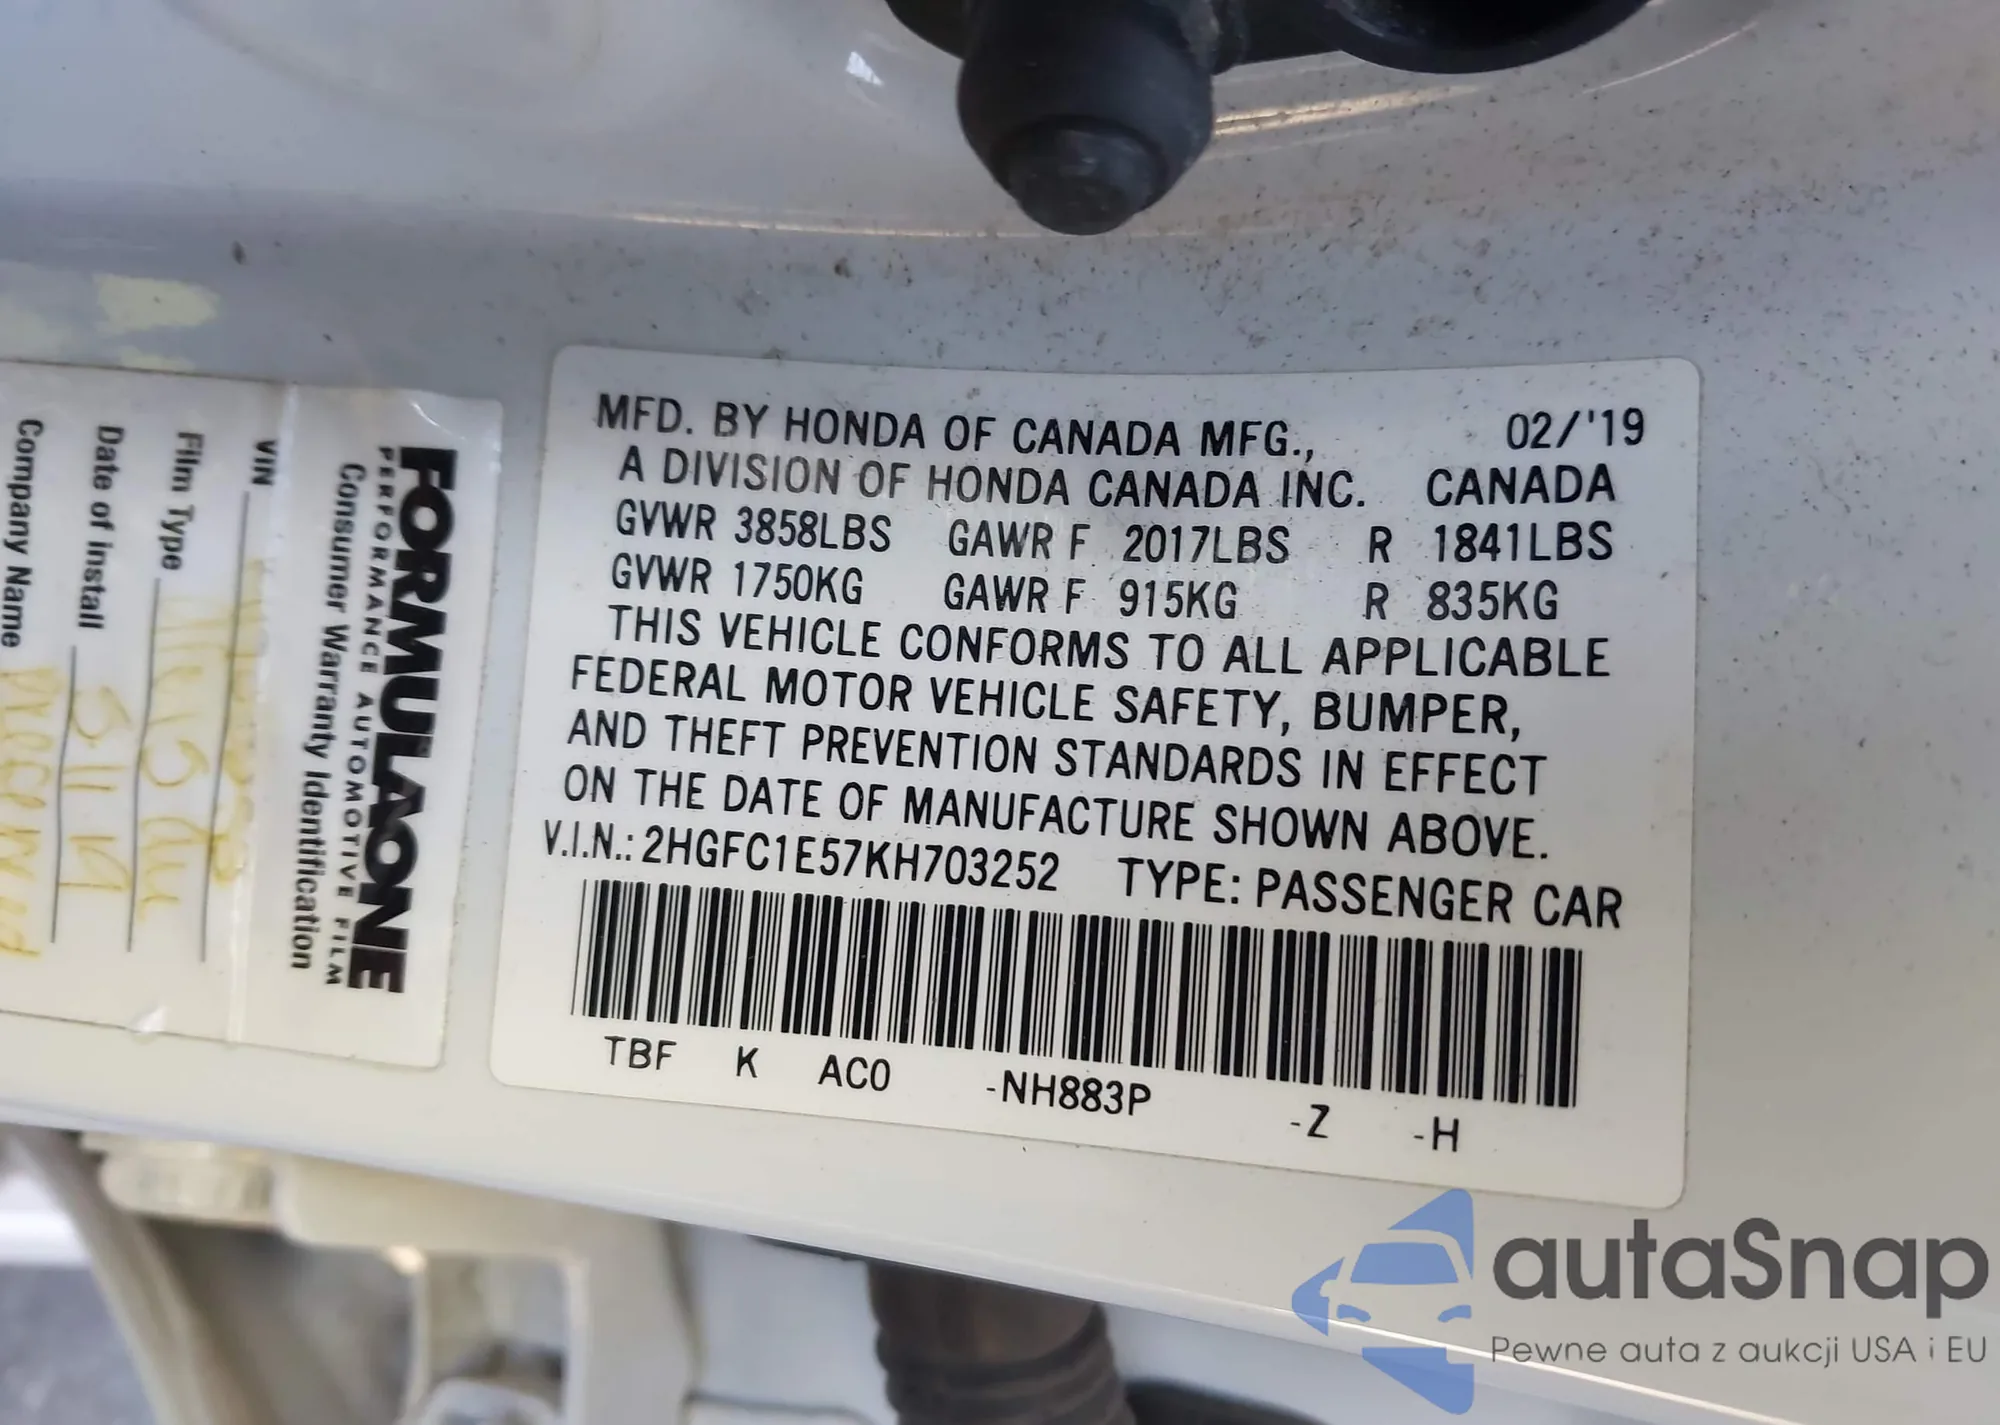 MFD. BY HONDA OF CANADA MFG., 02/'19
A DIVISION OF HONDA CANADA INC. CANADA
GVWR 3858LBS GAWR F 2017LBS R 1841LBS
GVWR 1750KG GAWR F 915KG R 835KG
THIS VEHICLE CONFORMS TO ALL APPLICABLE
FEDERAL MOTOR VEHICLE SAFETY, BUMPER,
AND THEFT PREVENTION STANDARDS IN EFFECT
ON THE DATE OF MANUFACTURE SHOWN ABOVE.
V.I.N.: 2HGFC1E57KH703252 TYPE: PASSENGER CAR
TBF K AC0 -NH883P -Z -H
FORMULAONE
PERFORMANCE AUTOMOTIVE FILM
Consumer Warranty Identification
VIN
Film Type
Date of Install
Company Name
autaSnap
Pewne auta z aukcji USA i EU